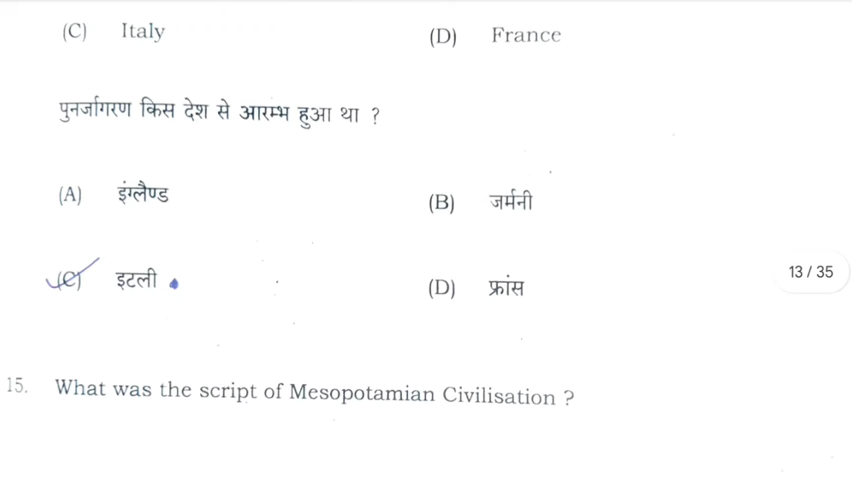 (C) Italy (D) France
पुनर्जागरण किस देश से आरम्भ हुआ था ?
(A) इंग्लैण्ड (B) जर्मनी
(C) इटली (D) फ्रांस
13 / 35
15. What was the script of Mesopotamian Civilisation ?